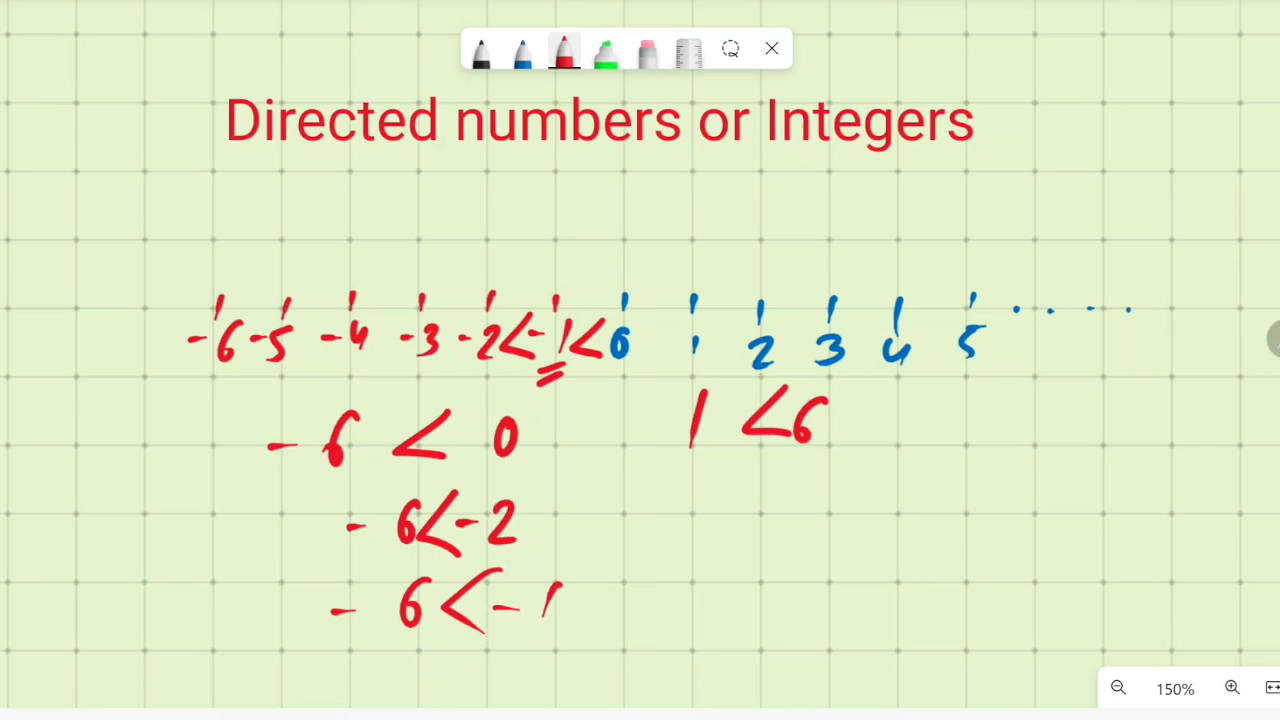 Directed numbers or Integers
-6 -5 -4 -3 -2 < -1 < 0 1 2 3 4 5 ....
-6 < 0 1 < 6
-6 < -2
-6 < -1
150%